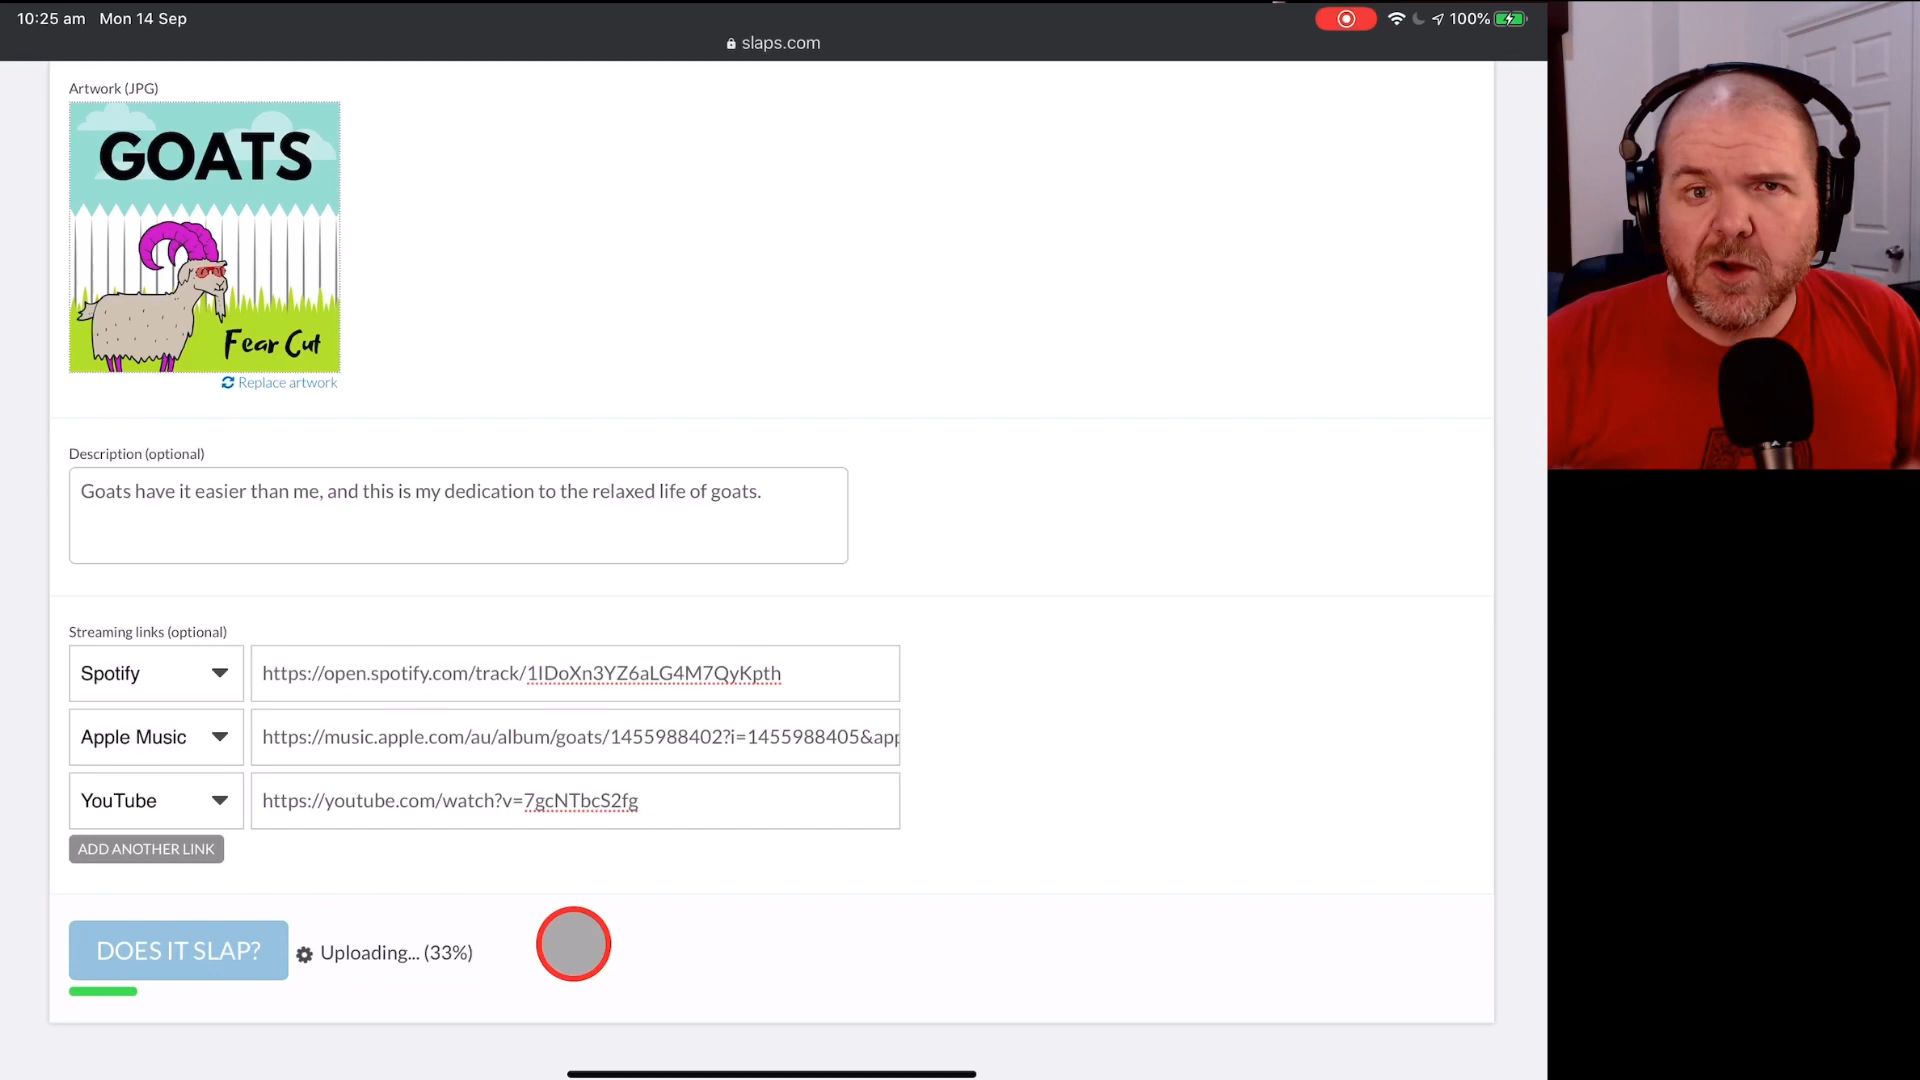 10:25 am Mon 14 Sep
100%
slaps.com
Artwork (JPG)
GOATS
Fear Cut
Replace artwork
Description (optional)
Goats have it easier than me, and this is my dedication to the relaxed life of goats.
Streaming links (optional)
Spotify https://open.spotify.com/track/1IDoXn3YZ6aLG4M7QyKpth
Apple Music https://music.apple.com/au/album/goats/1455988402?i=1455988405&app
YouTube https://youtube.com/watch?v=7gcNTbcS2fg
ADD ANOTHER LINK
DOES IT SLAP? Uploading... (33%)